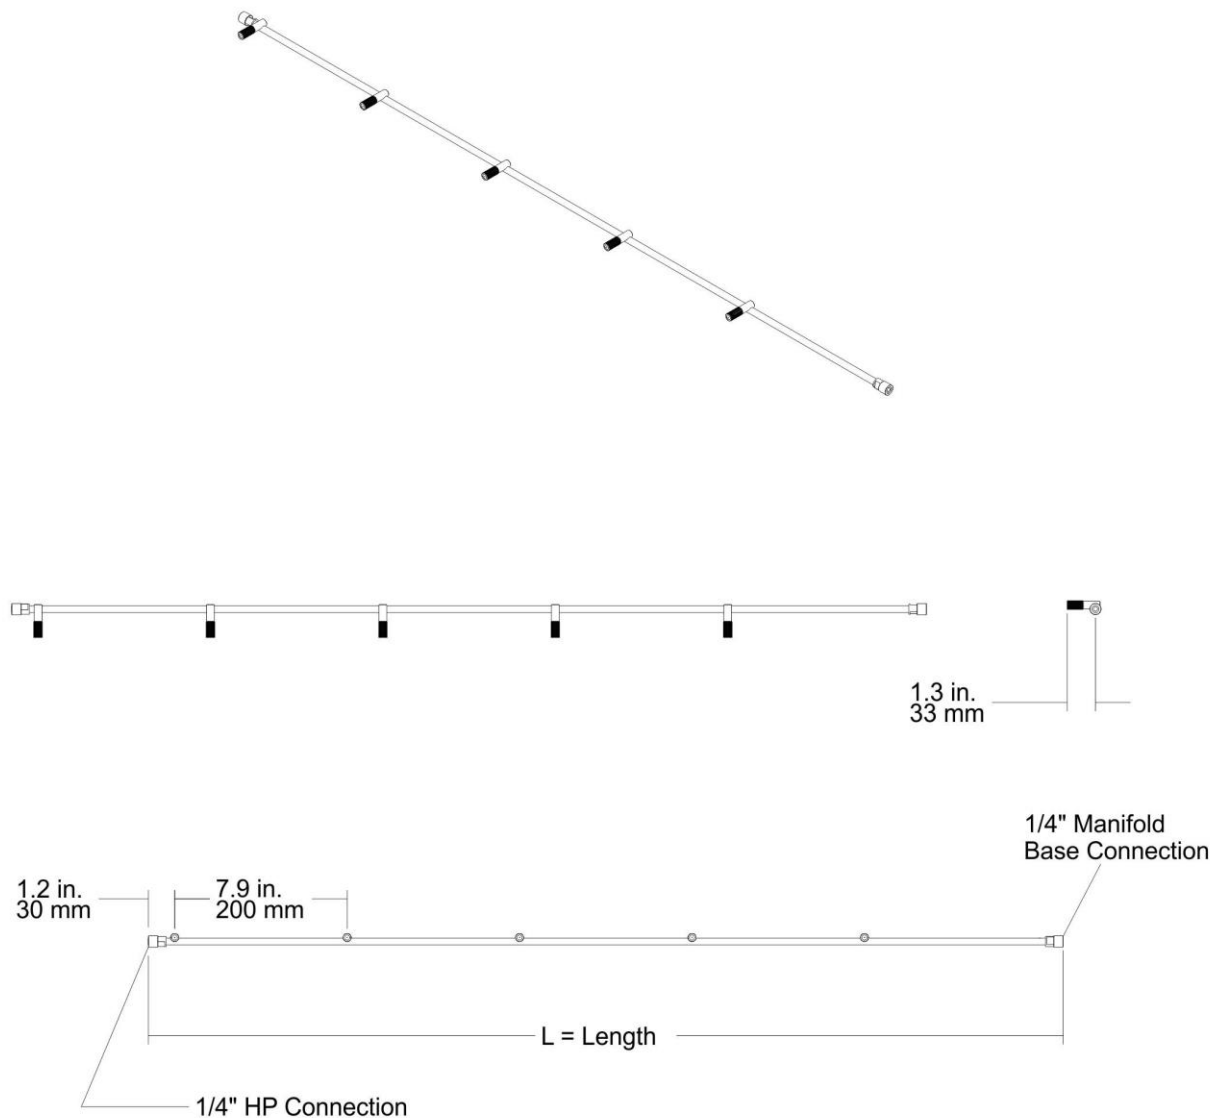 1.3 in.
33 mm
1/4" Manifold
Base Connection
1.2 in.
30 mm
7.9 in.
200 mm
L = Length
1/4" HP Connection